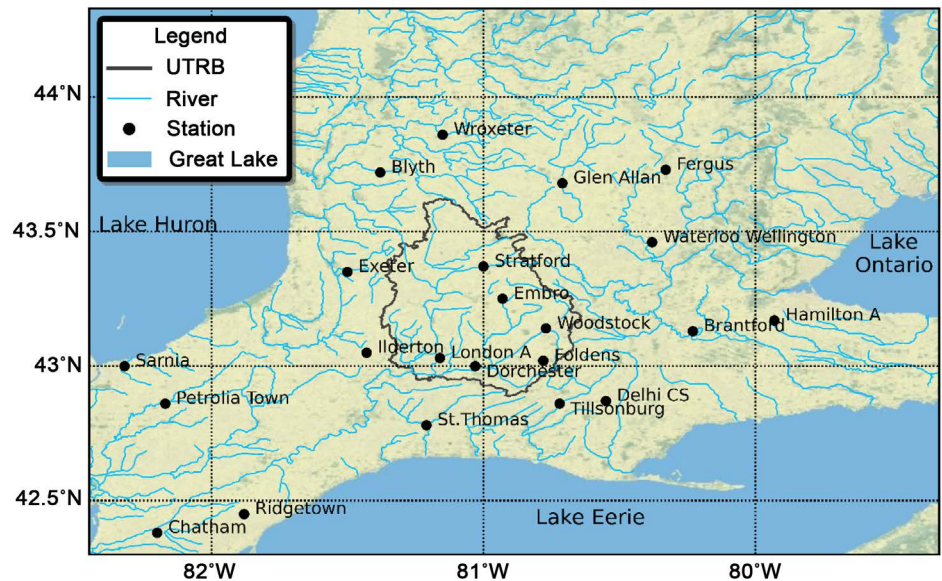 Legend
UTRB
River
Station
Great Lake
44°N
43.5°N
43°N
42.5°N
82°W
81°W
80°W
Wroxeter
Blyth
Glen Allan
Fergus
Lake Huron
Waterloo Wellington
Lake
Ontario
Exeter
Stratford
Embro
Woodstock
Brantford
Hamilton A
Ilderton
London A
Foldens
Dorchester
Sarnia
Petrolia Town
Delhi CS
Tillsonburg
St.Thomas
Ridgetown
Chatham
Lake Eerie